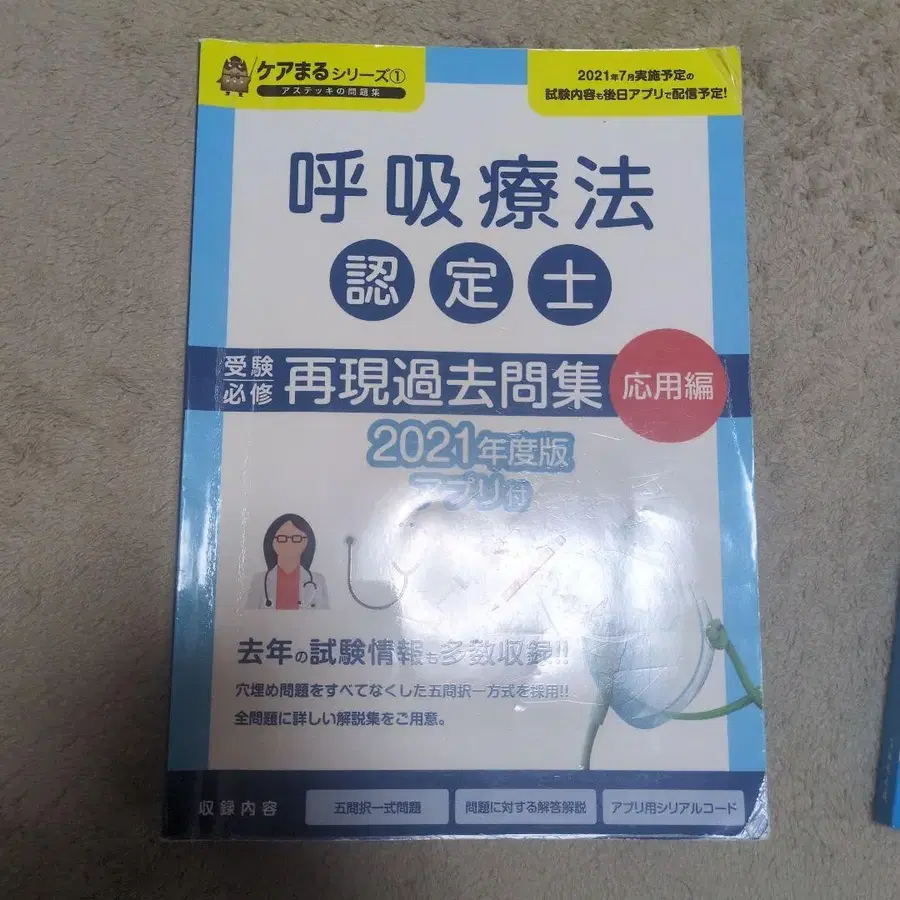 ケアまるシリーズ①
アステッキの問題集
2021年7月実施予定の
試験内容も後日アプリで配信予定!
呼吸療法
認定士
受験
必修
再現過去問集
応用編
2021年度版
アプリ付
去年の試験情報も多数収録!!
穴埋め問題をすべてなくした五問択一方式を採用!!
全問題に詳しい解説集をご用意。
収録内容
五問択一式問題
問題に対する解答解説
アプリ用シリアルコード